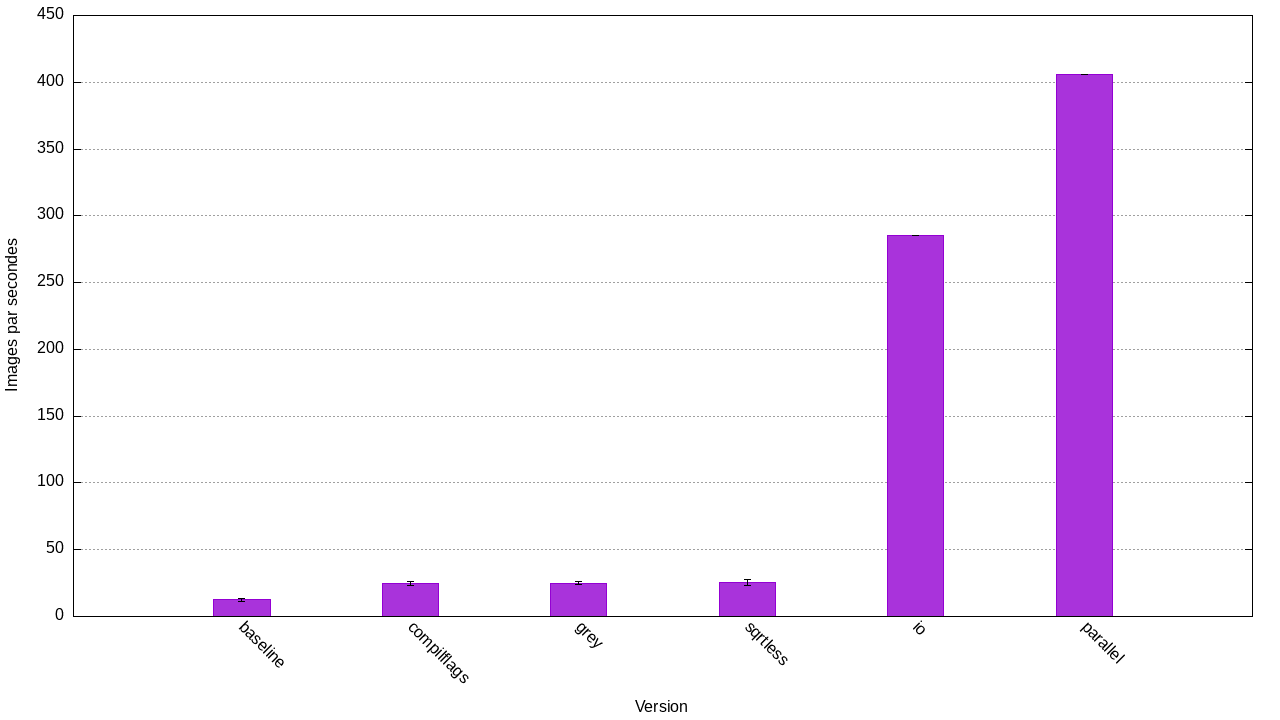 450
400
350
300
250
200
150
100
50
0
Images par secondes
baseline
compilflags
grey
sqrtless
io
parallel
Version